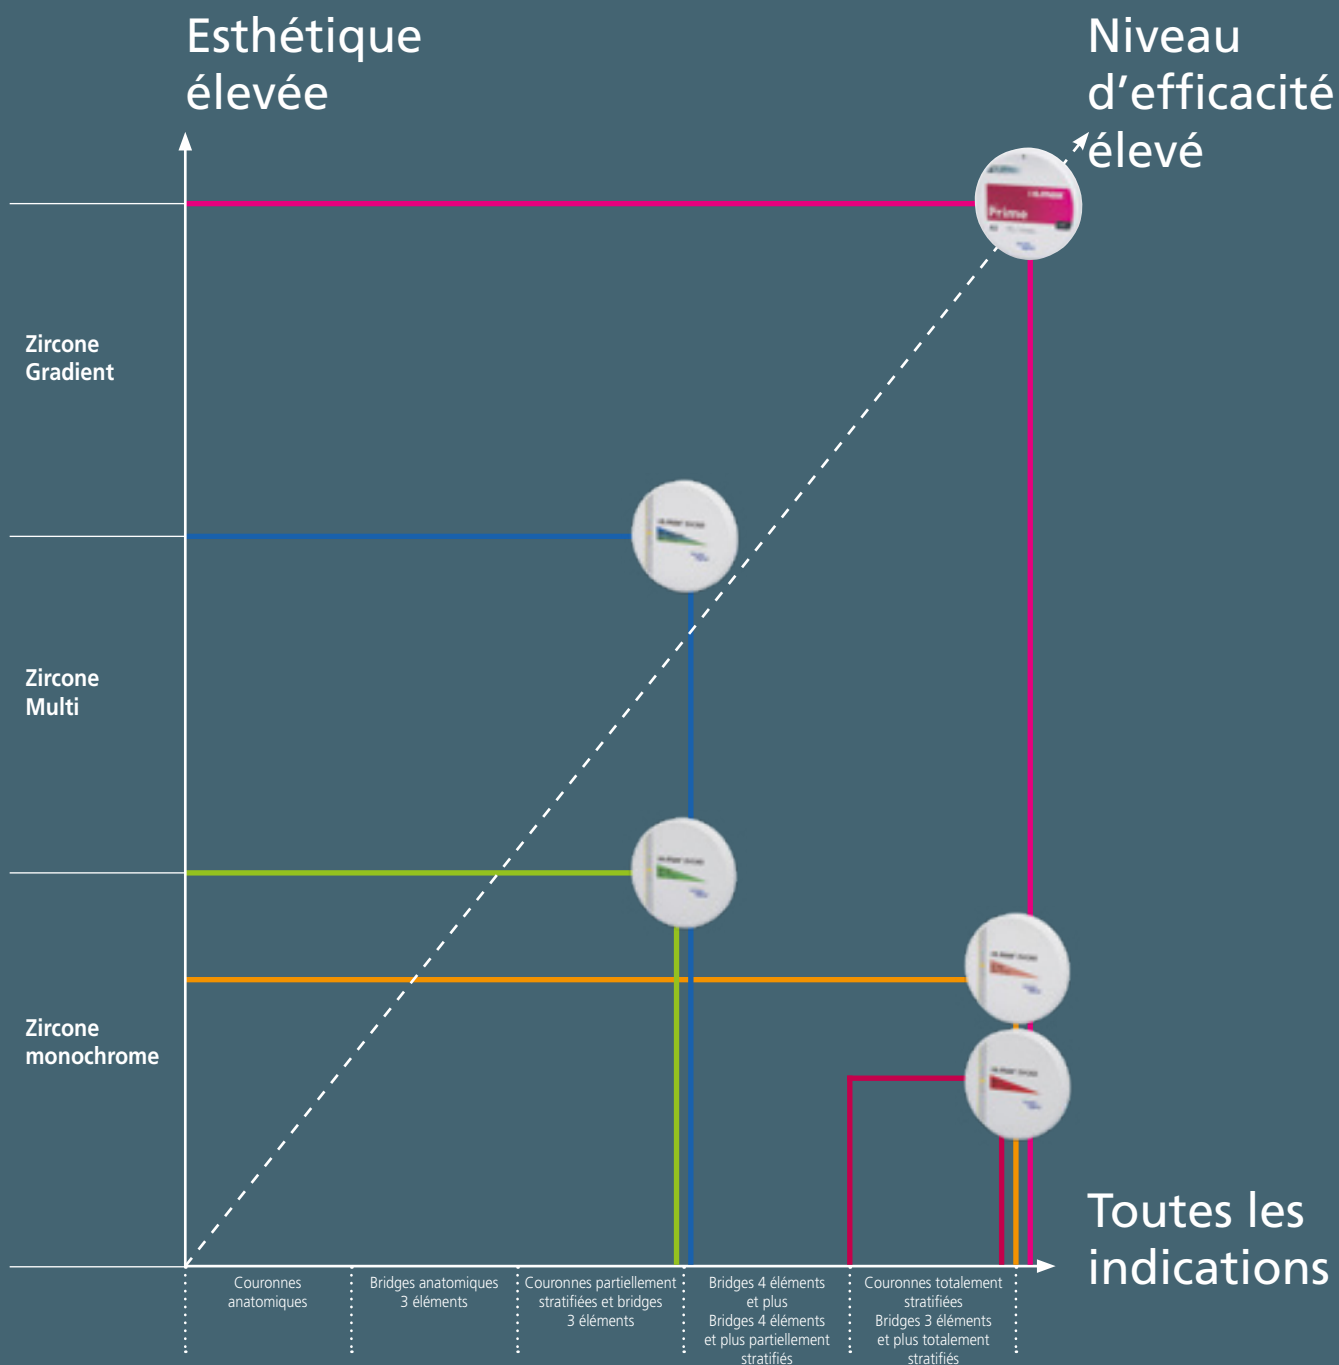 Esthétique
élevée
Niveau
d'efficacité
élevé
Prime
Zircone
Gradient
Zircone
Multi
Zircone
monochrome
Toutes les
indications
Couronnes
anatomiques
Bridges anatomiques
3 éléments
Couronnes partiellement
stratifiées et bridges
3 éléments
Bridges 4 éléments
et plus
Bridges 4 éléments
et plus partiellement
stratifiés
Couronnes totalement
stratifiées
Bridges 3 éléments
et plus totalement
stratifiés